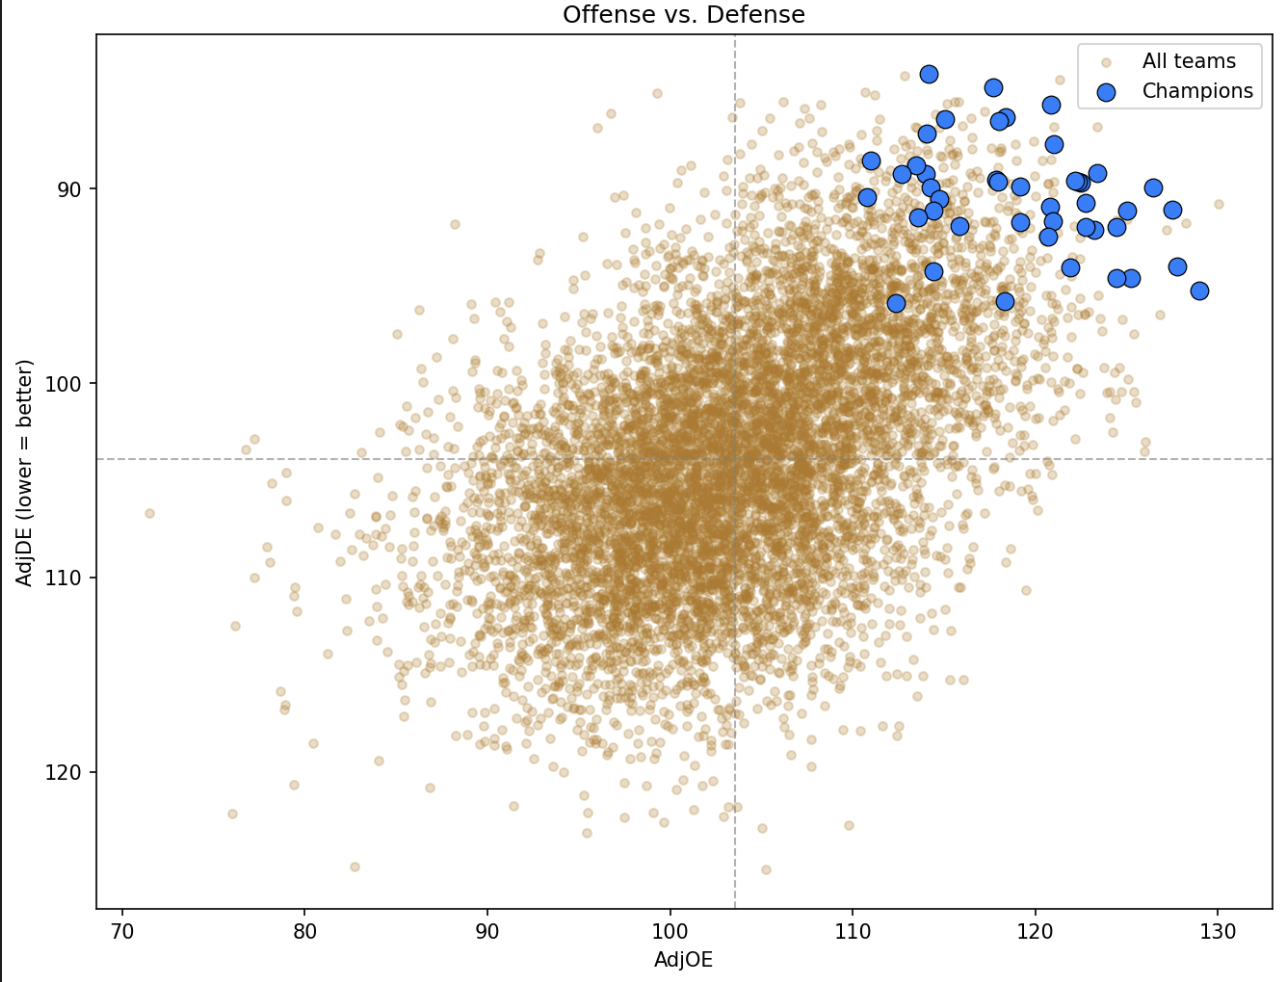 Offense vs. Defense
All teams
Champions
90
100
110
120
AdjDE (lower = better)
70
80
90
100
110
120
130
AdjOE